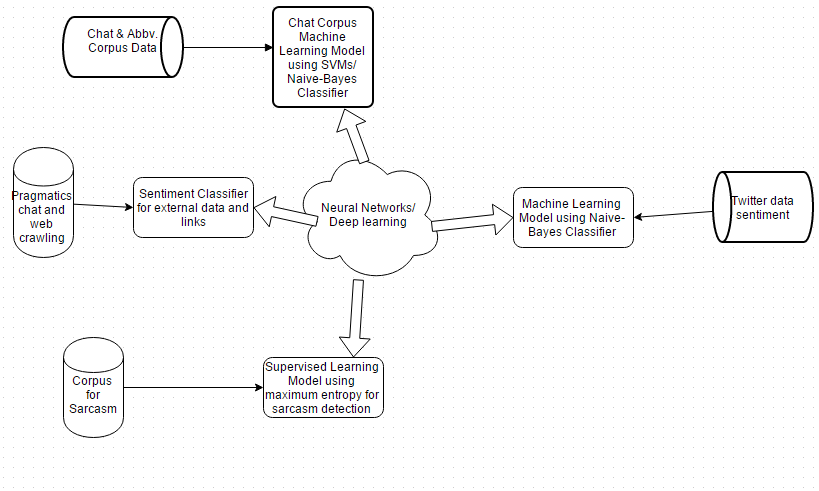 Chat & Abbv.
Corpus Data
Chat Corpus
Machine
Learning Model
using SVMs/
Naive-Bayes
Classifier
Pragmatics
chat and
web
crawling
Sentiment Classifier
for external data and
links
Neural Networks/
Deep learning
Machine Learning
Model using Naive-
Bayes Classifier
Twitter data
sentiment
Corpus
for
Sarcasm
Supervised Learning
Model using
maximum entropy for
sarcasm detection